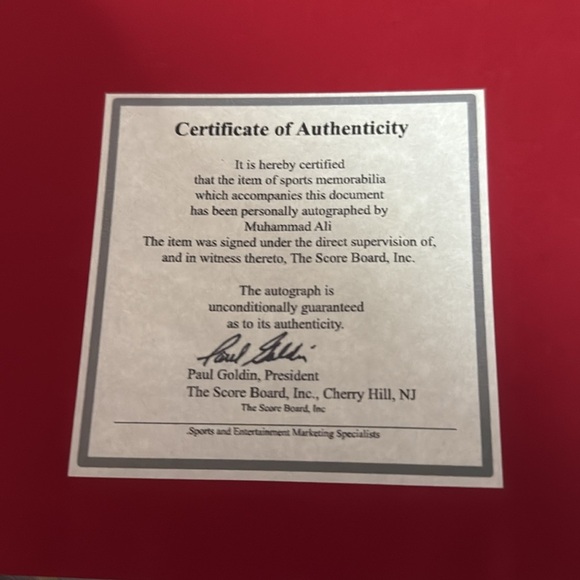 Certificate of Authenticity
It is hereby certified
that the item of sports memorabilia
which accompanies this document
has been personally autographed by
Muhammad Ali
The item was signed under the direct supervision of,
and in witness thereto, The Score Board, Inc.
The autograph is
unconditionally guaranteed
as to its authenticity.
Paul Goldin
Paul Goldin, President
The Score Board, Inc., Cherry Hill, NJ
The Score Board, Inc
Sports and Entertainment Marketing Specialists